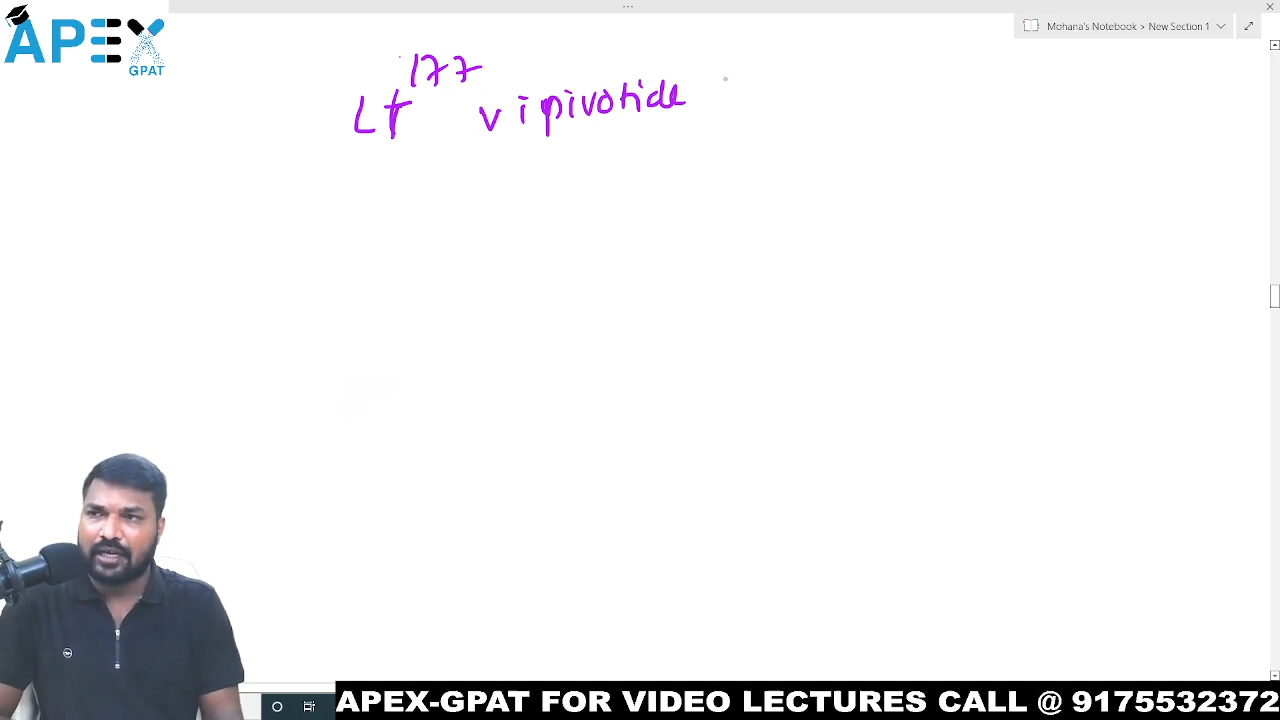 APEX
GPAT
Mohana's Notebook > New Section 1
Lt 177 vipivotide
APEX-GPAT FOR VIDEO LECTURES CALL @ 9175532372